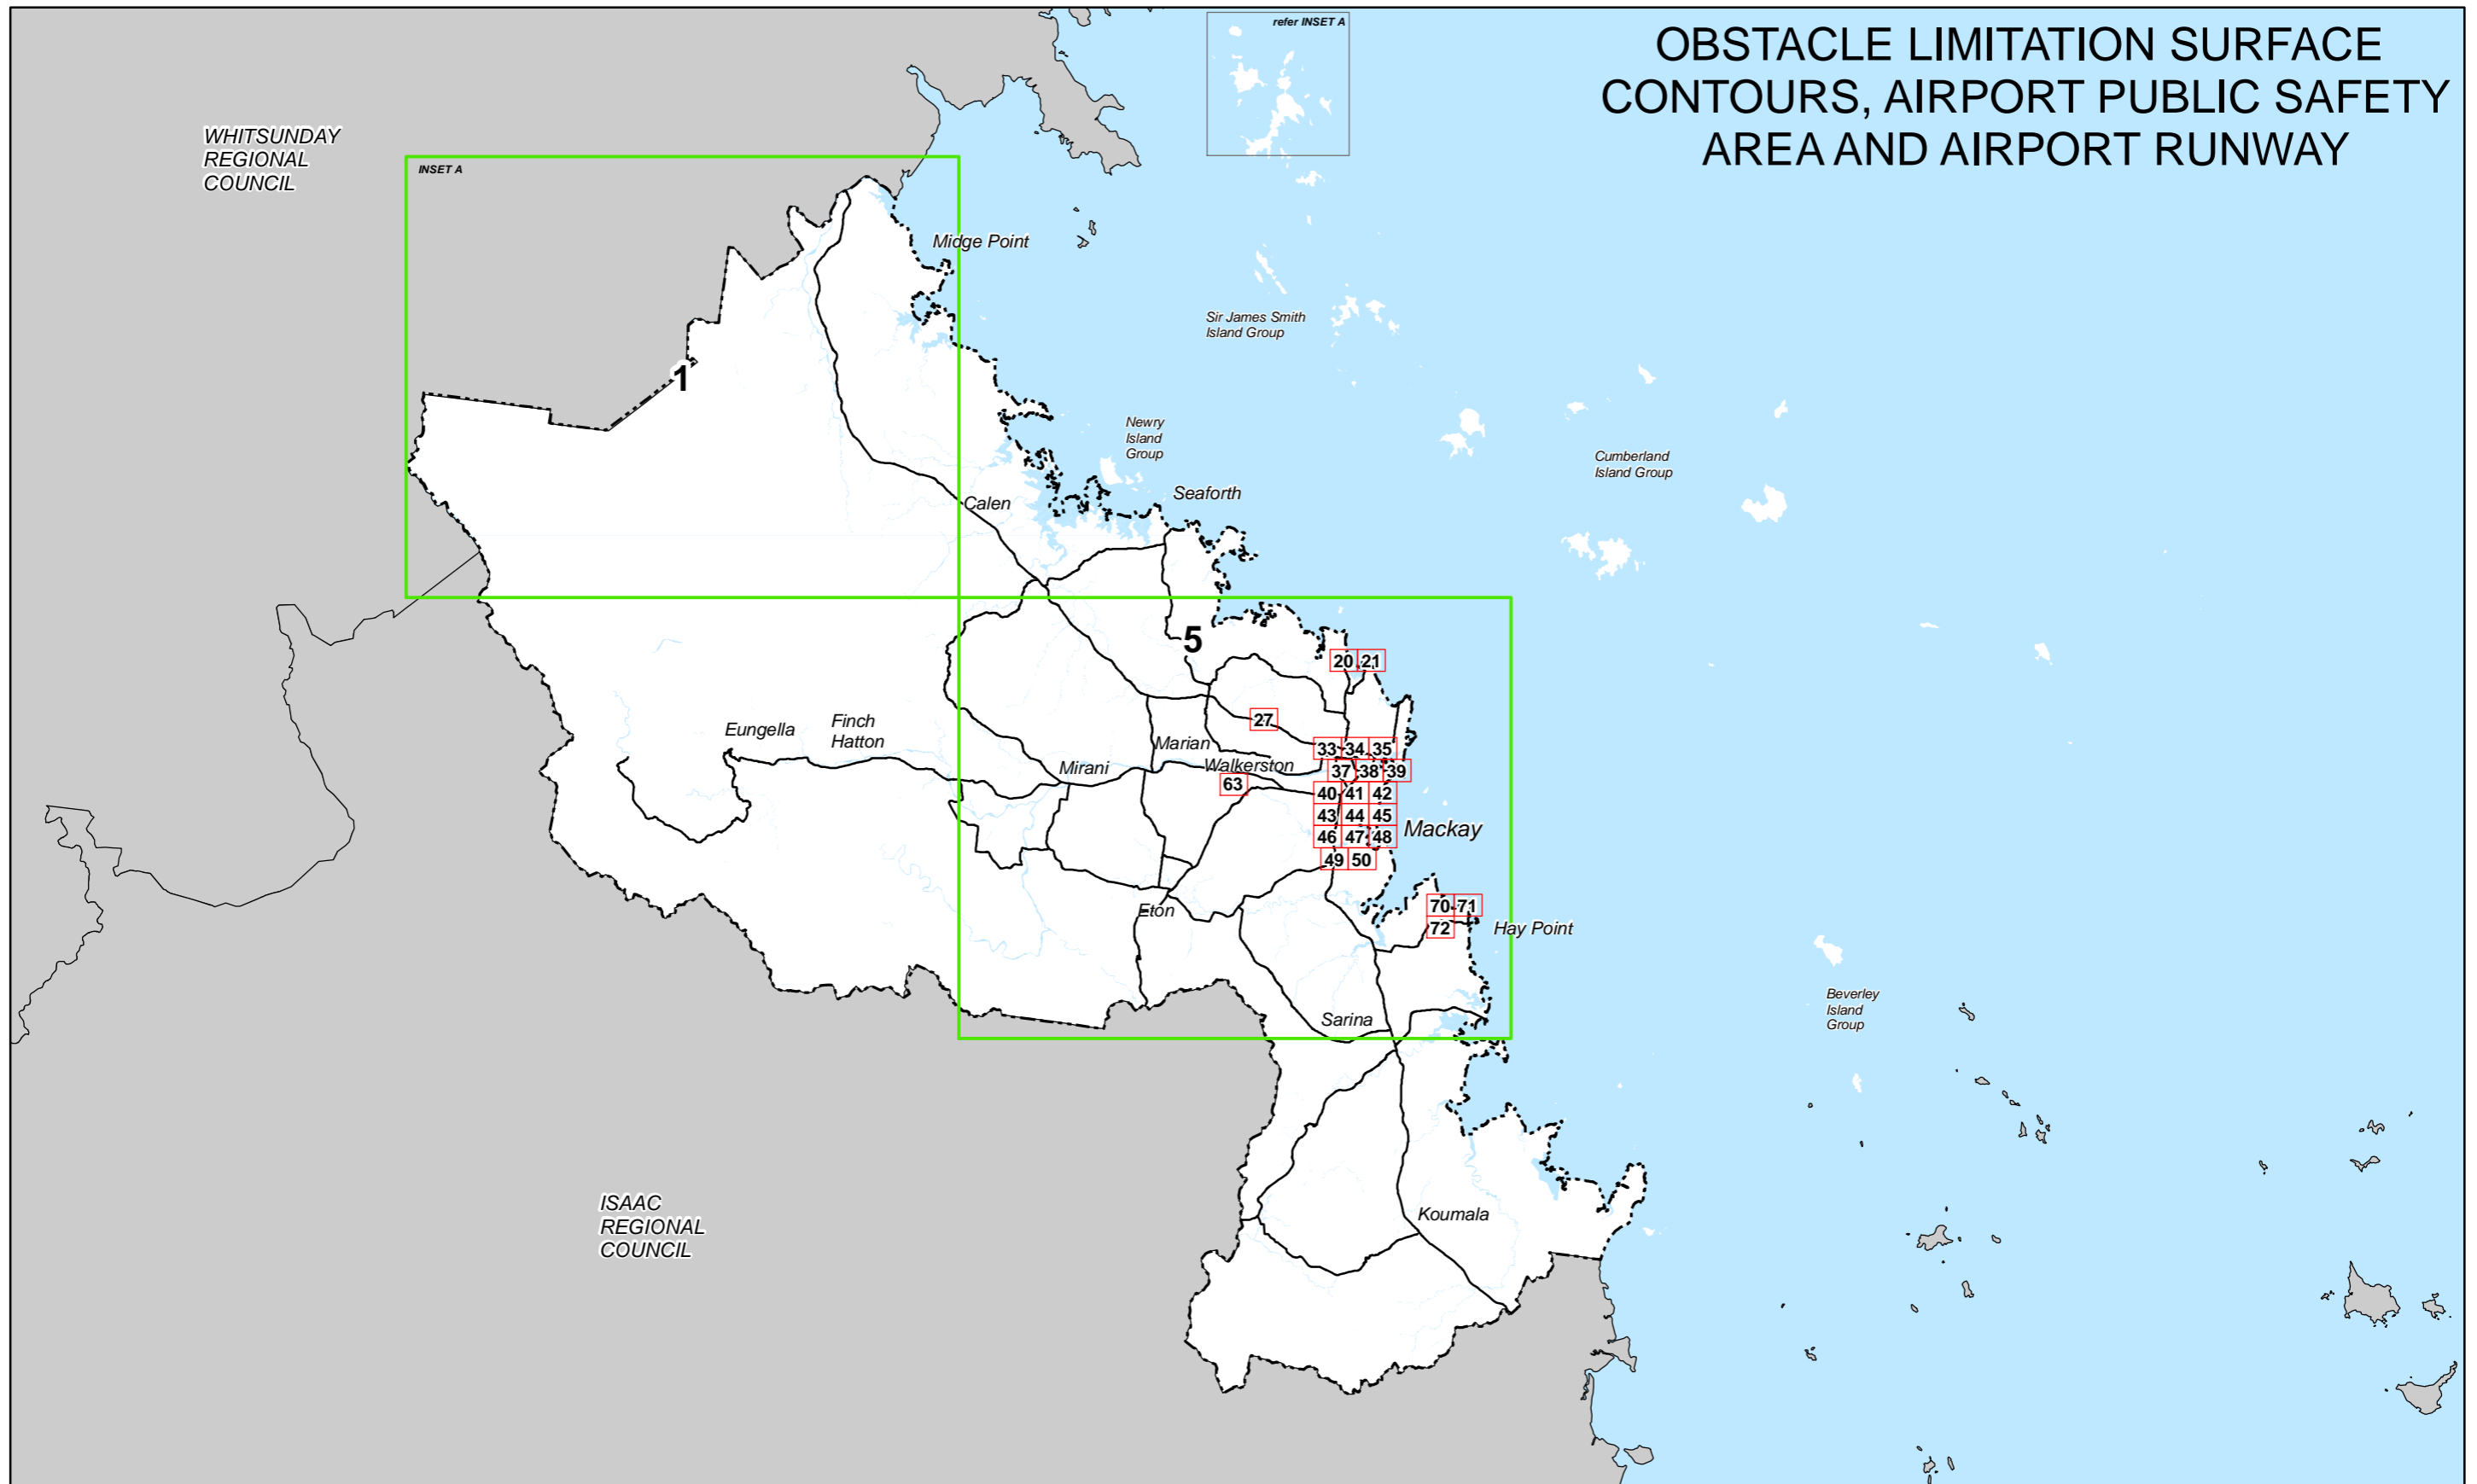 refer INSET A
OBSTACLE LIMITATION SURFACE
CONTOURS, AIRPORT PUBLIC SAFETY
AREA AND AIRPORT RUNWAY
WHITSUNDAY
REGIONAL
COUNCIL
INSET A
Midge Point
Sir James Smith
Island Group
1
Newry
Island
Group
Cumberland
Island Group
Seaforth
Calen
5
20 21
27
Eungella
Finch
Hatton
Marian
33 34 35
Mirani
Walkerston
37 38 39
63
40 41 42
43 44 45
Mackay
46 47 48
49 50
Eton
70 71
72
Hay Point
Beverley
Island
Group
Sarina
ISAAC
REGIONAL
COUNCIL
Koumala